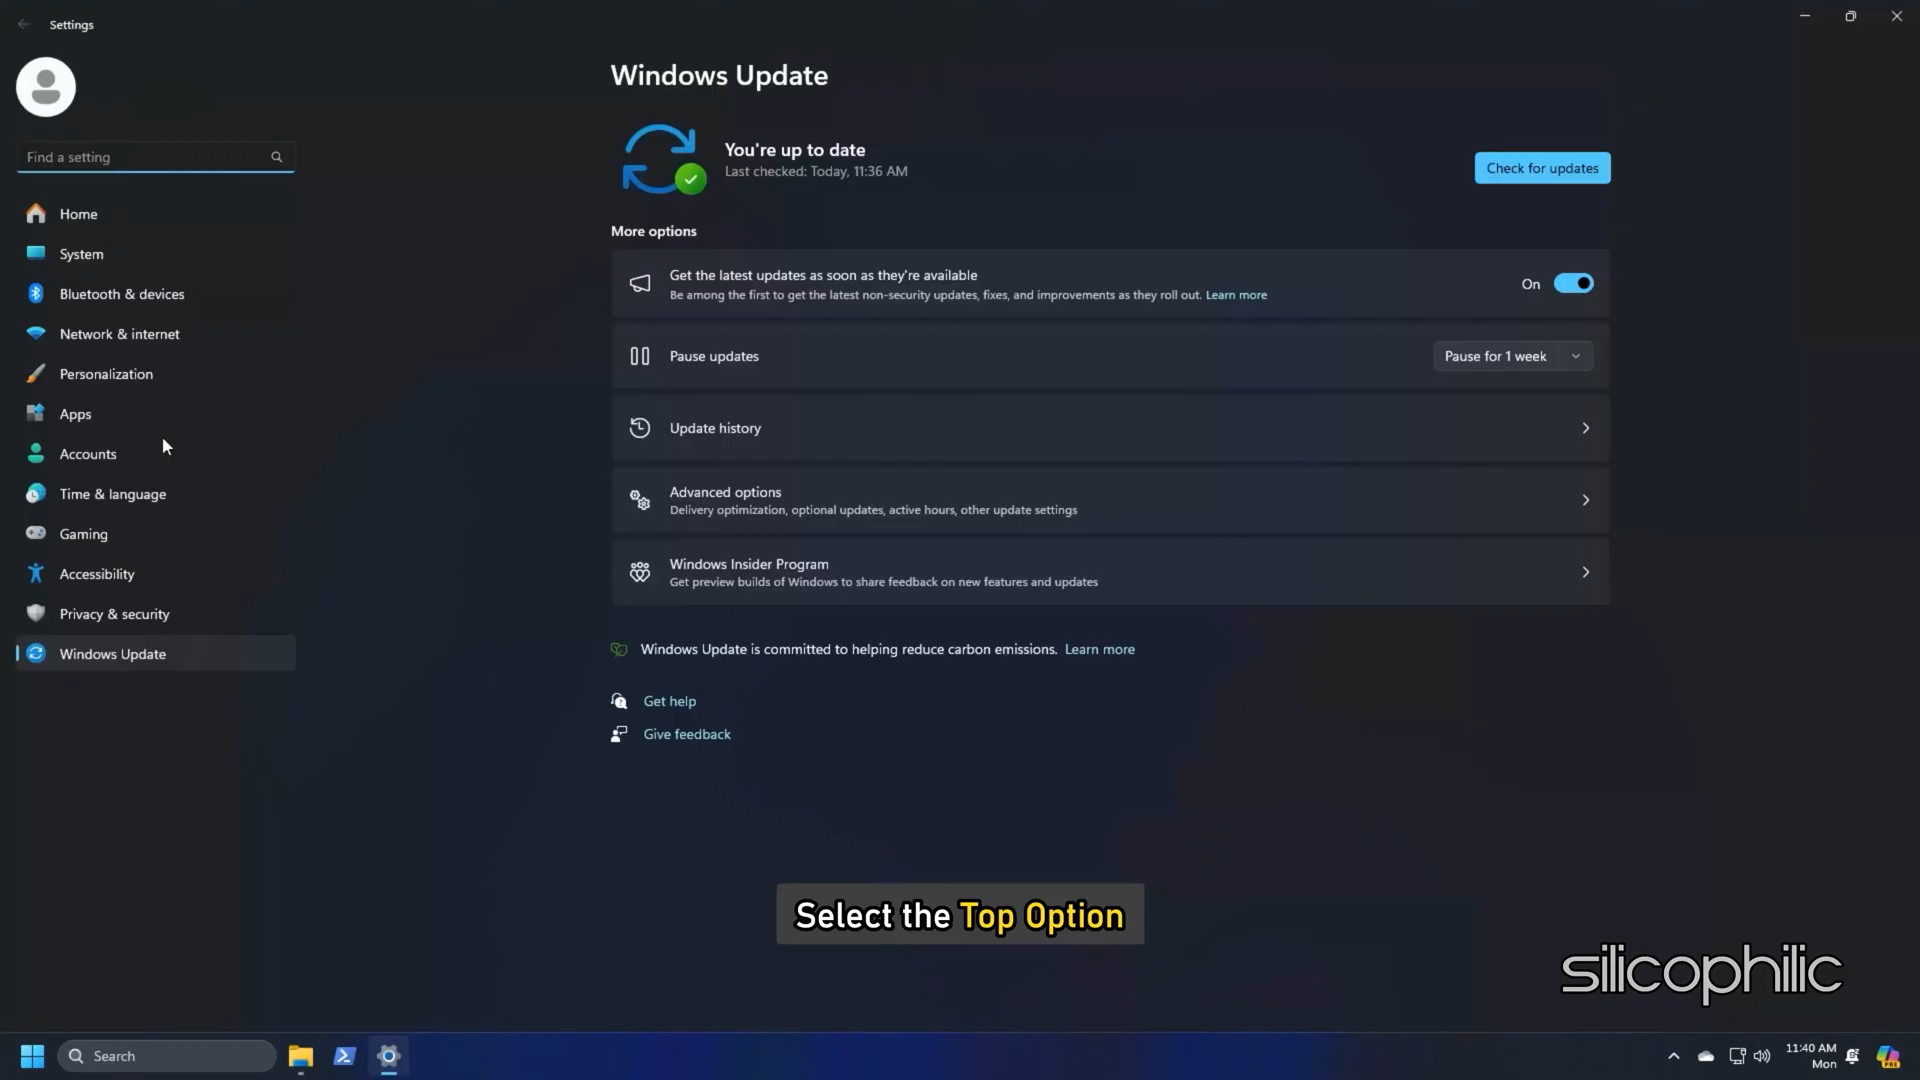 Settings
Find a setting
Home
System
Bluetooth & devices
Network & internet
Personalization
Apps
Accounts
Time & language
Gaming
Accessibility
Privacy & security
Windows Update
Windows Update
You're up to date
Last checked: Today, 11:36 AM
Check for updates
More options
Get the latest updates as soon as they're available
Be among the first to get the latest non-security updates, fixes, and improvements as they roll out. Learn more
On
Pause updates
Pause for 1 week
Update history
Advanced options
Delivery optimization, optional updates, active hours, other update settings
Windows Insider Program
Get preview builds of Windows to share feedback on new features and updates
Windows Update is committed to helping reduce carbon emissions. Learn more
Get help
Give feedback
Select the Top Option
silicophilic
Search
11:40 AM
Mon
PRE